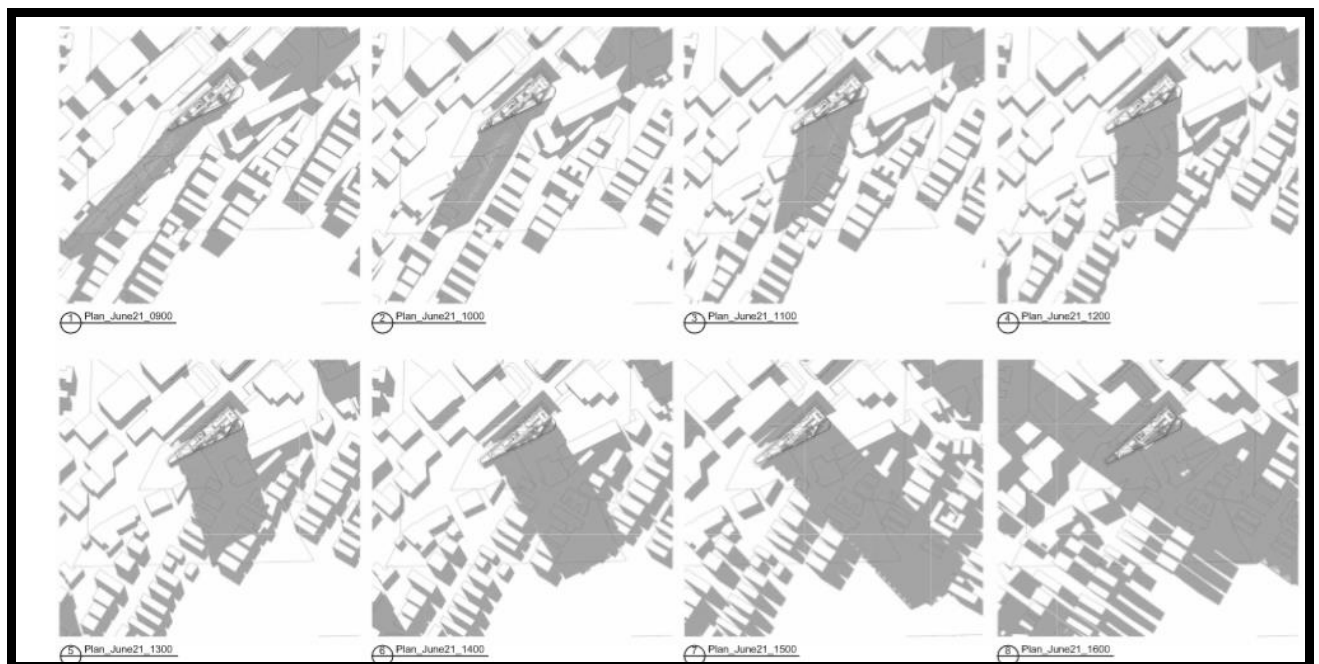 1 Plan_June21_0900
2 Plan_June21_1000
3 Plan_June21_1100
4 Plan_June21_1200
5 Plan_June21_1300
6 Plan_June21_1400
7 Plan_June21_1500
8 Plan_June21_1600